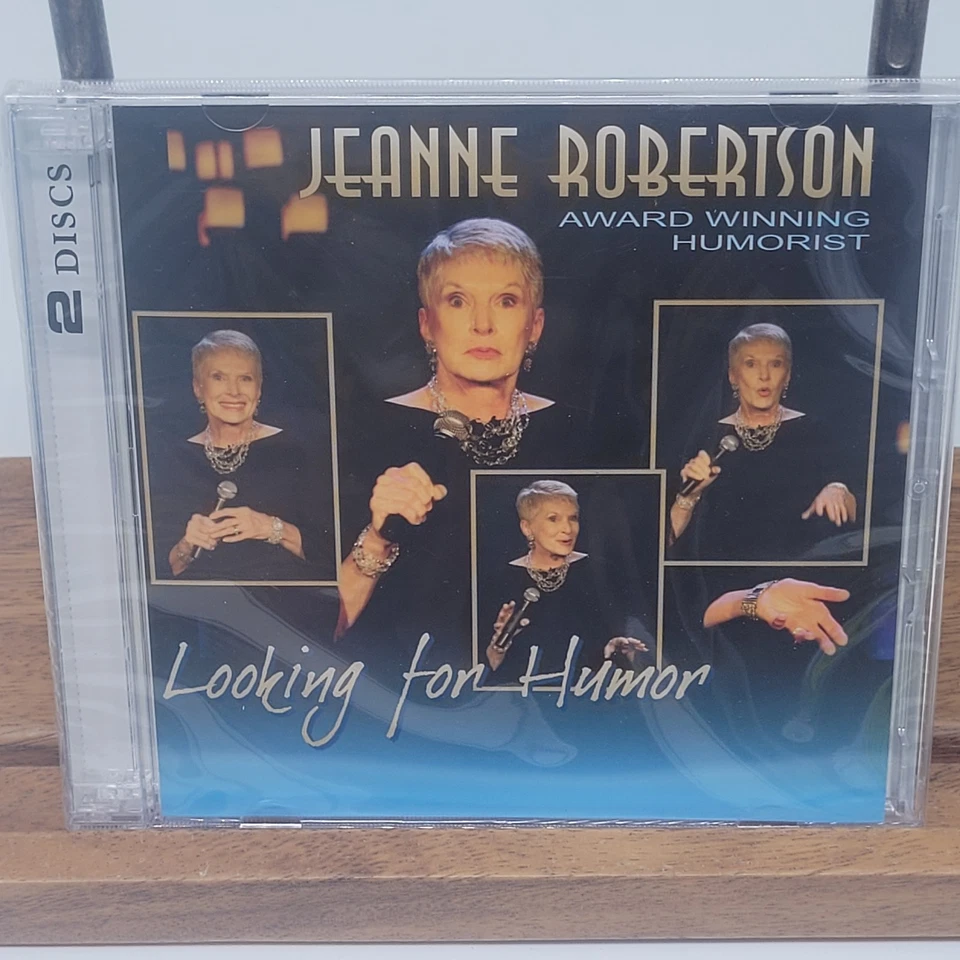 2 DISCS
JEANNE ROBERTSON
AWARD WINNING
HUMORIST
Looking for Humor